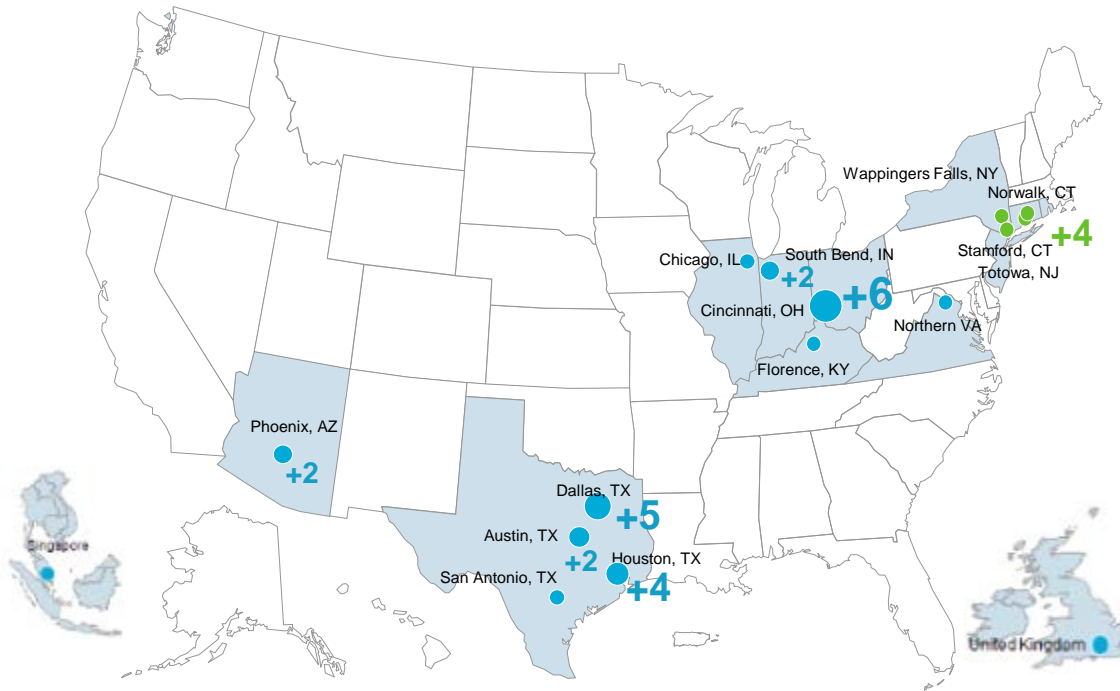 Wappingers Falls, NY
Norwalk, CT
+4
Stamford, CT
Totowa, NJ
Chicago, IL
South Bend, IN
+2
+6
Cincinnati, OH
Northern VA
Florence, KY
Phoenix, AZ
+2
Dallas, TX
+5
Austin, TX
+2
Houston, TX
San Antonio, TX
+4
Singapore
United Kingdom